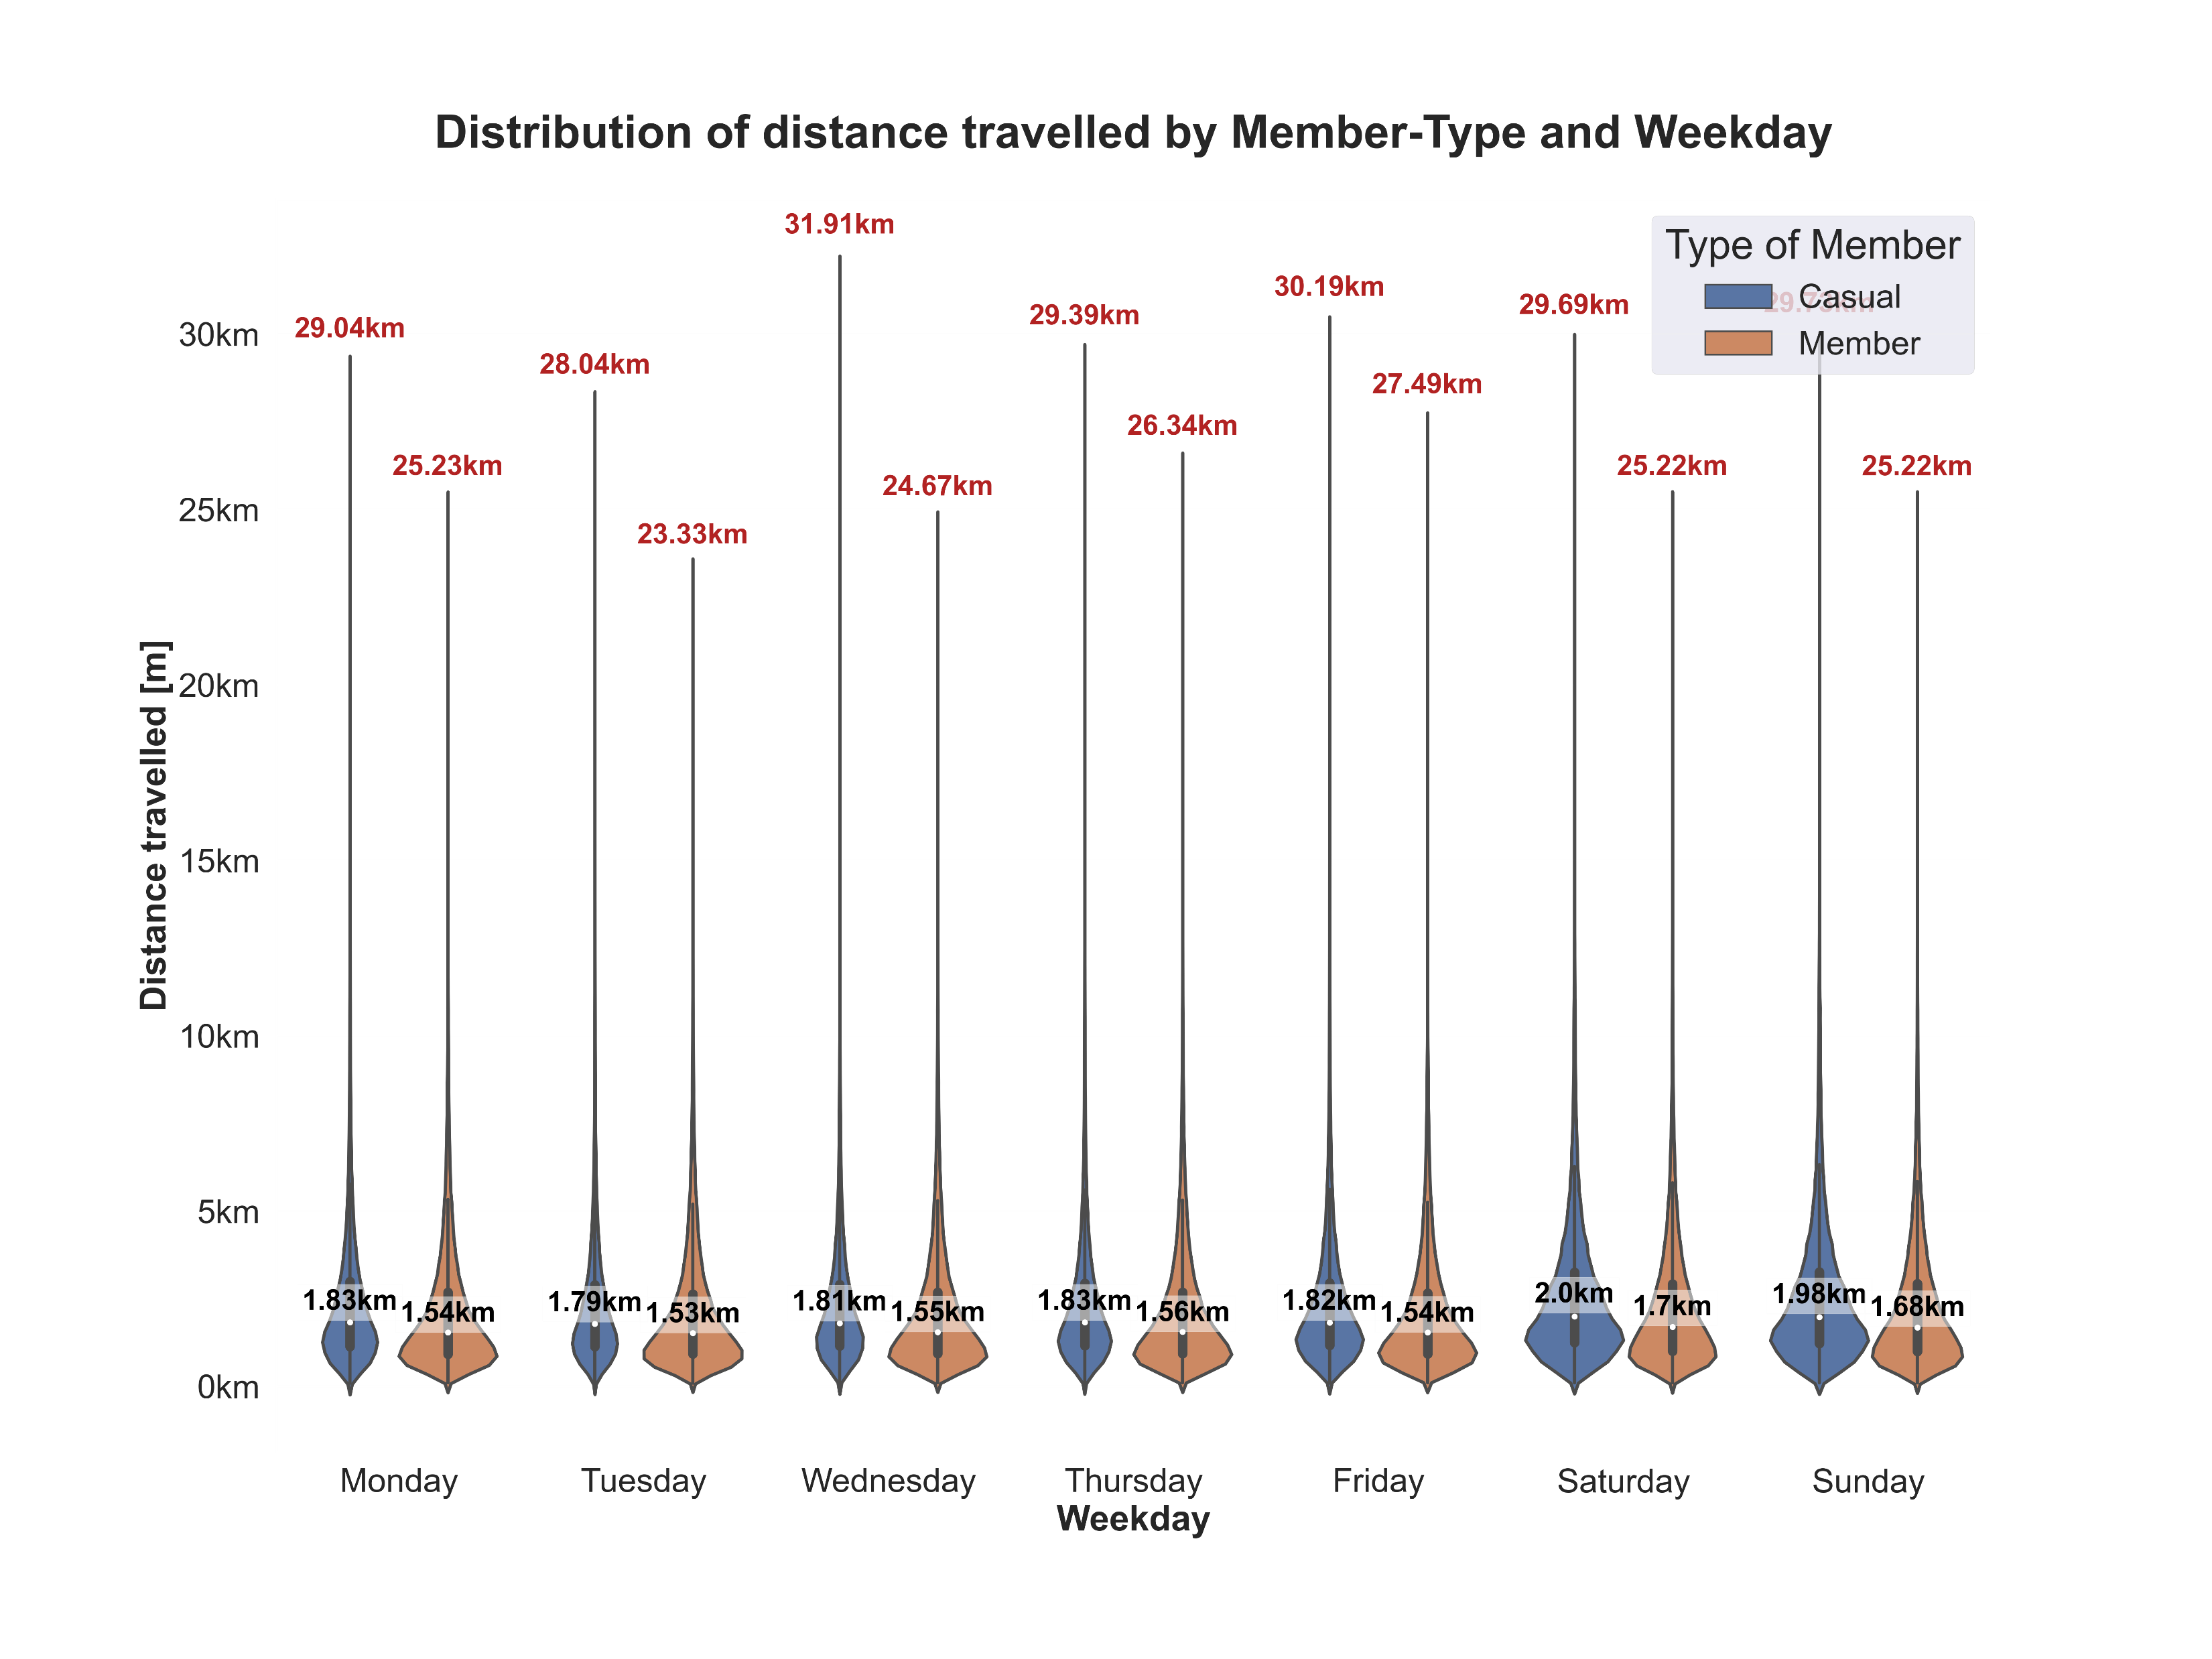 Distribution of distance travelled by Member-Type and Weekday
Type of Member
Casual
Member
31.91km
30.19km
29.69km
29.04km
29.39km
28.04km
27.49km
26.34km
25.23km
24.67km
25.22km
25.22km
23.33km
30km
25km
20km
15km
10km
5km
0km
Distance travelled [m]
1.83km 1.54km 1.79km 1.53km 1.81km 1.55km 1.83km 1.56km 1.82km 1.54km 2.0km 1.7km 1.98km 1.68km
Monday Tuesday Wednesday Thursday Friday Saturday Sunday
Weekday